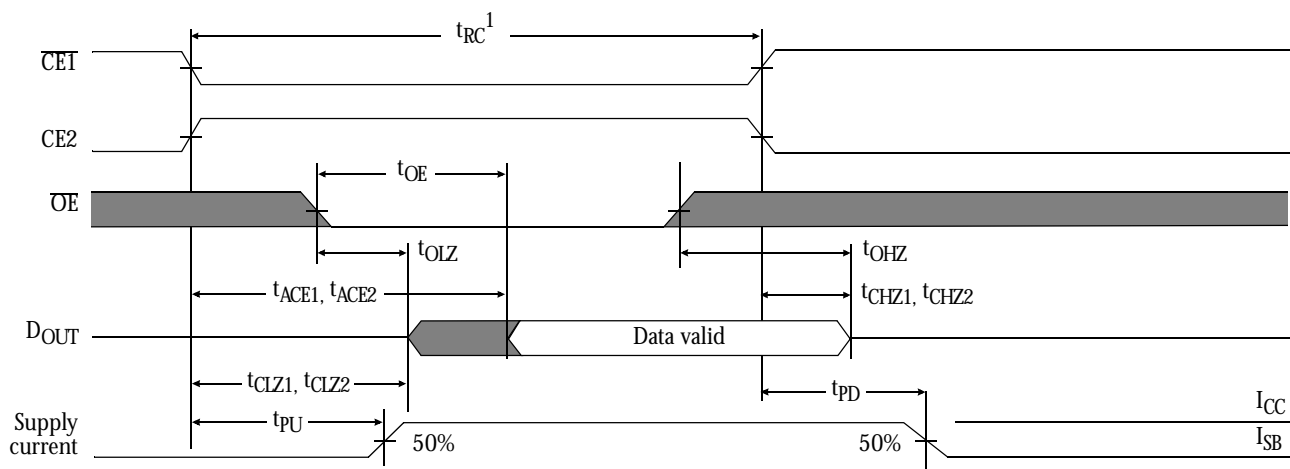 tRC1
CE1
CE2
tOE
OE
tOLZ
tOHZ
tACE1, tACE2
tCHZ1, tCHZ2
DOUT
Data valid
tCLZ1, tCLZ2
tPD
tPU
ICC
Supply
current
50%
50%
ISB